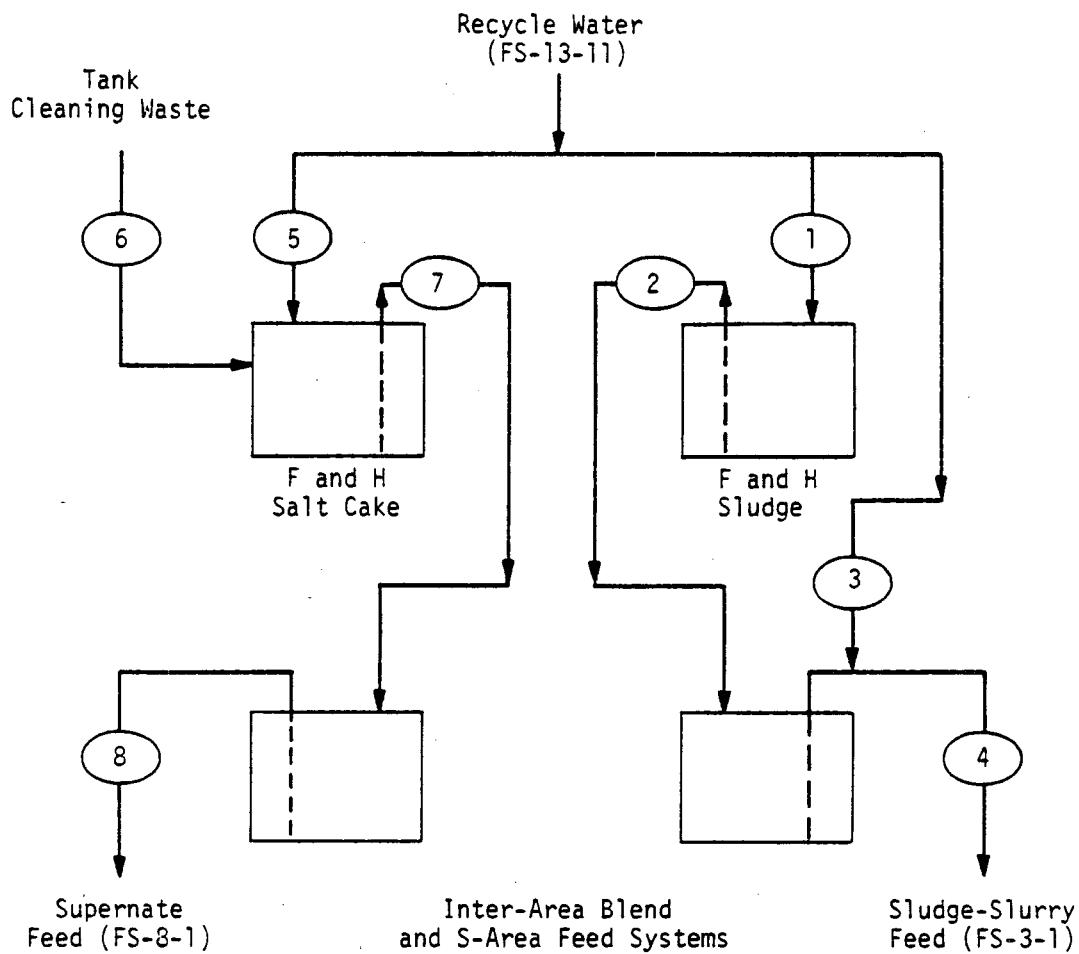 Recycle Water
(FS-13-11)
Tank
Cleaning Waste
6
5
1
7
2
F and H
Salt Cake
F and H
Sludge
3
8
4
Supernate
Feed (FS-8-1)
Inter-Area Blend
and S-Area Feed Systems
Sludge-Slurry
Feed (FS-3-1)